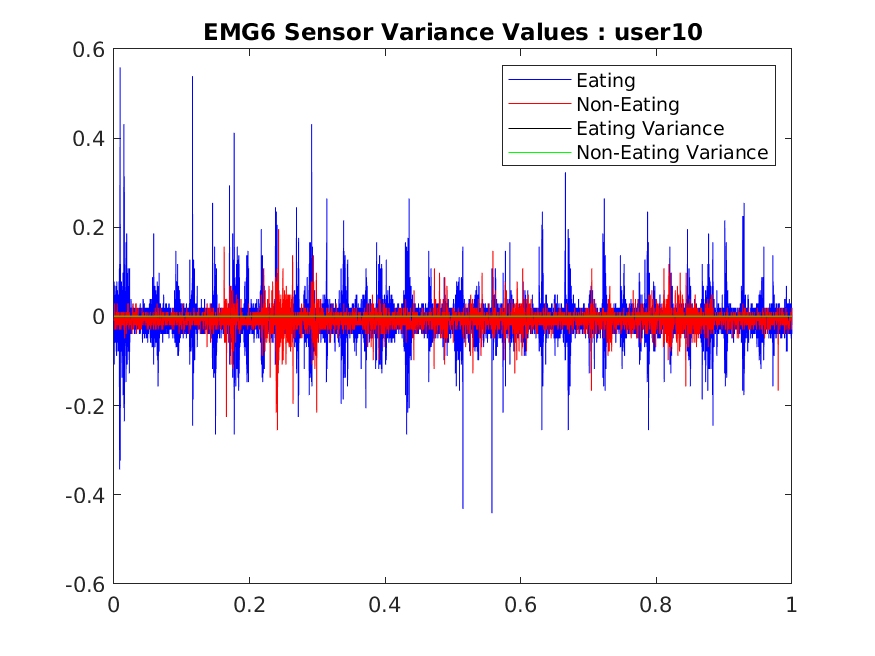 EMG6 Sensor Variance Values : user10
0.6
Eating
Non-Eating
0.4
Eating Variance
Non-Eating Variance
0.2
0
-0.2
-0.4
-0.6
0 0.2 0.4 0.6 0.8 1